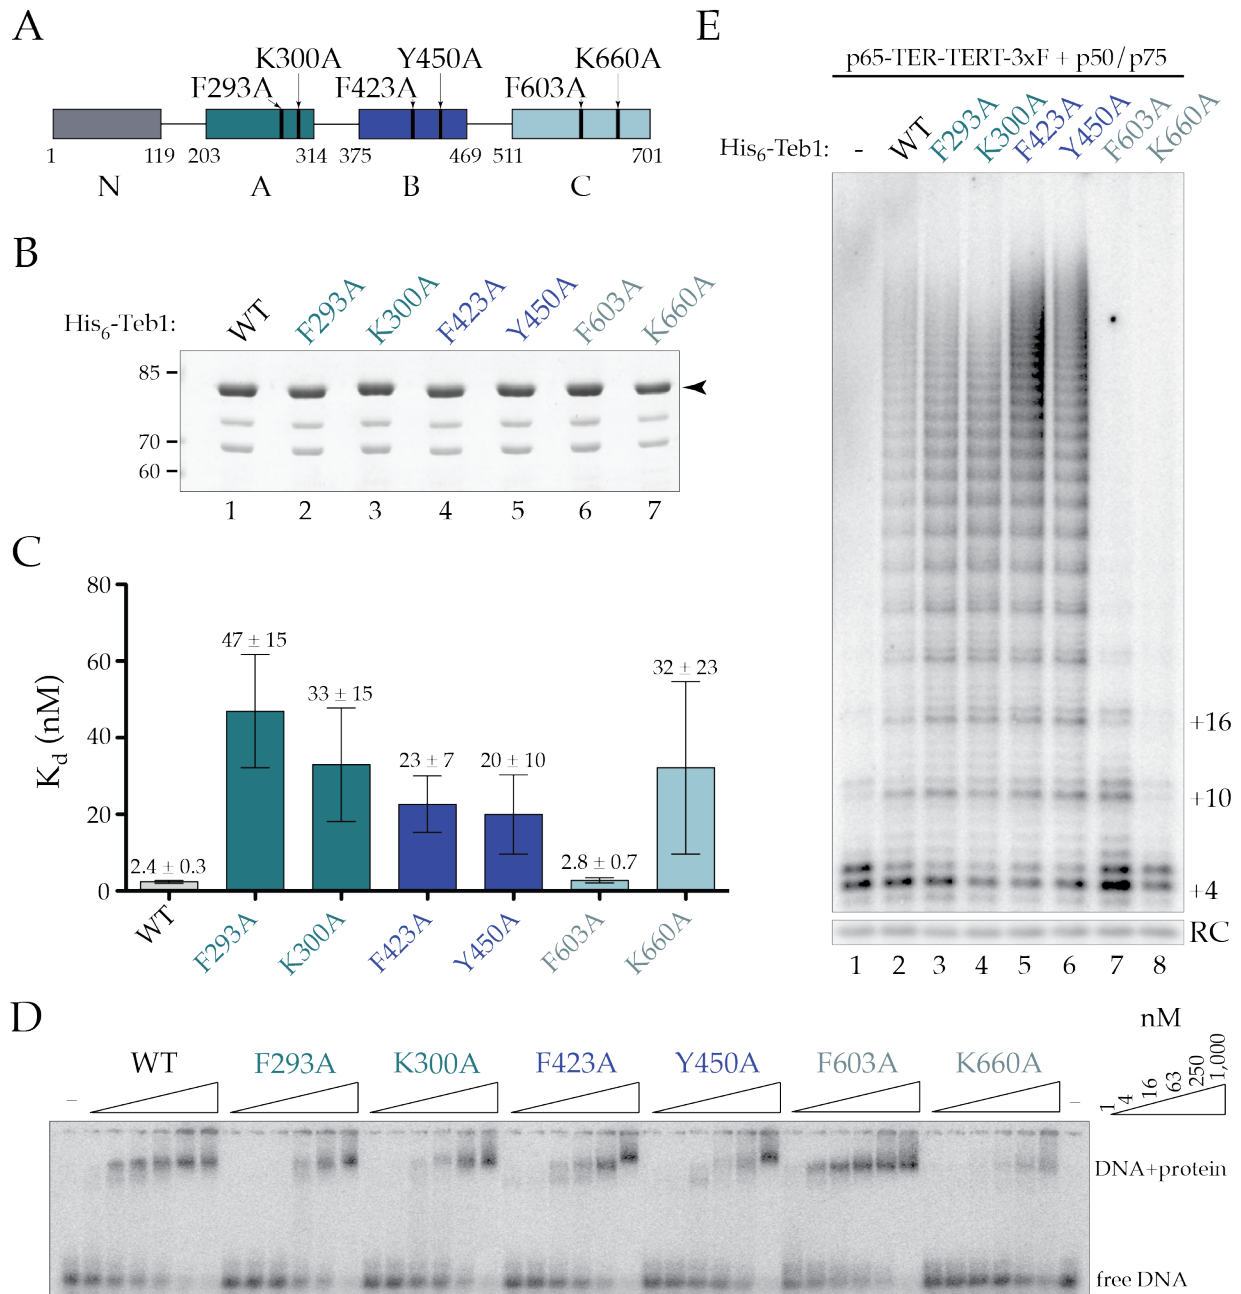 A
K300A Y450A K660A
F293A F423A F603A
1 119 203 314 375 469 511 701
N A B C
B
His6-Teb1: WT F293A K300A F423A Y450A F603A K660A
85
70
60
1 2 3 4 5 6 7
C
Kd (nM)
80
60
40
20
0
2.4 ± 0.3
47 ± 15
33 ± 15
23 ± 7
20 ± 10
2.8 ± 0.7
32 ± 23
WT F293A K300A F423A Y450A F603A K660A
D
WT F293A K300A F423A Y450A F603A K660A
nM
1 4 16 63 250 1,000
– –
DNA+protein
free DNA
E
p65-TER-TERT-3xF + p50/p75
His6-Teb1: - WT F293A K300A F423A Y450A F603A K660A
+16
+10
+4
RC
1 2 3 4 5 6 7 8